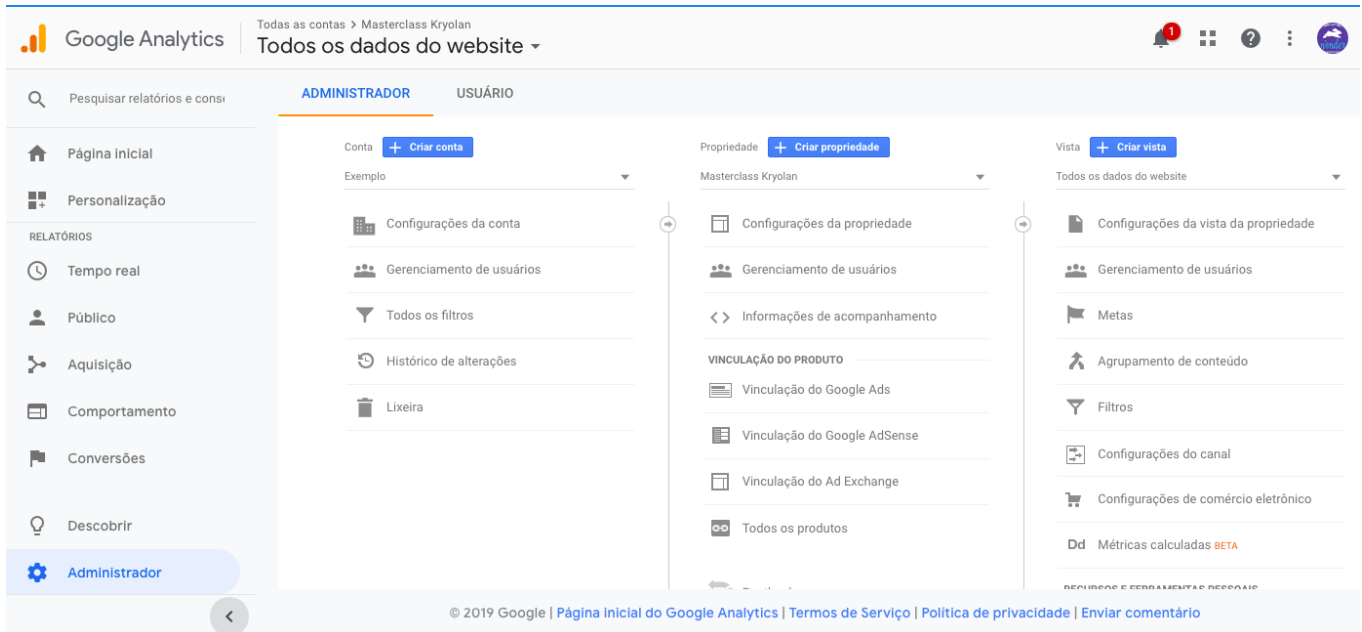 Google Analytics
Todas as contas > Masterclass Kryolan
Todos os dados do website
1
Pesquisar relatórios e conse
Página inicial
Personalização
RELATÓRIOS
Tempo real
Público
Aquisição
Comportamento
Conversões
Descobrir
Administrador
ADMINISTRADOR USUÁRIO
Conta + Criar conta
Exemplo
Configurações da conta
Gerenciamento de usuários
Todos os filtros
Histórico de alterações
Lixeira
Propriedade + Criar propriedade
Masterclass Kryolan
Configurações da propriedade
Gerenciamento de usuários
Informações de acompanhamento
VINCULAÇÃO DO PRODUTO
Vinculação do Google Ads
Vinculação do Google AdSense
Vinculação do Ad Exchange
Todos os produtos
Vista + Criar vista
Todos os dados do website
Configurações da vista da propriedade
Gerenciamento de usuários
Metas
Agrupamento de conteúdo
Filtros
Configurações do canal
Configurações de comércio eletrônico
Dd Métricas calculadas BETA
RECURSOS E FERRAMENTAS PESSOAIS
© 2019 Google | Página inicial do Google Analytics | Termos de Serviço | Política de privacidade | Enviar comentário